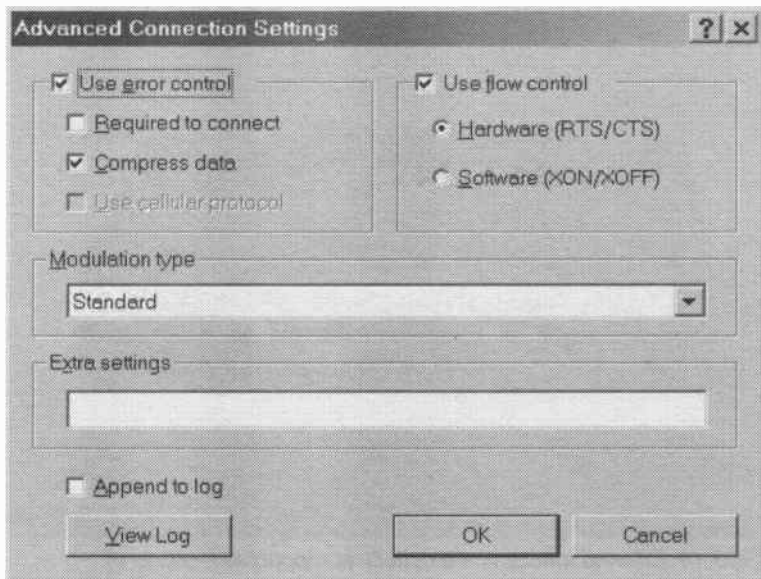 Advanced Connection Settings
Use error control
Required to connect
Compress data
Use cellular protocol
Use flow control
Hardware (RTS/CTS)
Software (XON/XOFF)
Modulation type
Standard
Extra settings
Append to log
View Log
OK
Cancel